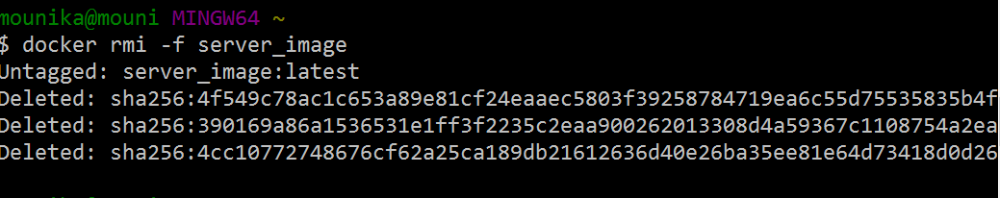 mounika@mouni MINGW64 ~
$ docker rmi -f server_image
Untagged: server_image:latest
Deleted: sha256:4f549c78ac1c653a89e81cf24eaaec5803f39258784719ea6c55d75535835b4f
Deleted: sha256:390169a86a1536531e1ff3f2235c2eaa900262013308d4a59367c1108754a2ea
Deleted: sha256:4cc10772748676cf62a25ca189db21612636d40e26ba35ee81e64d73418d0d26